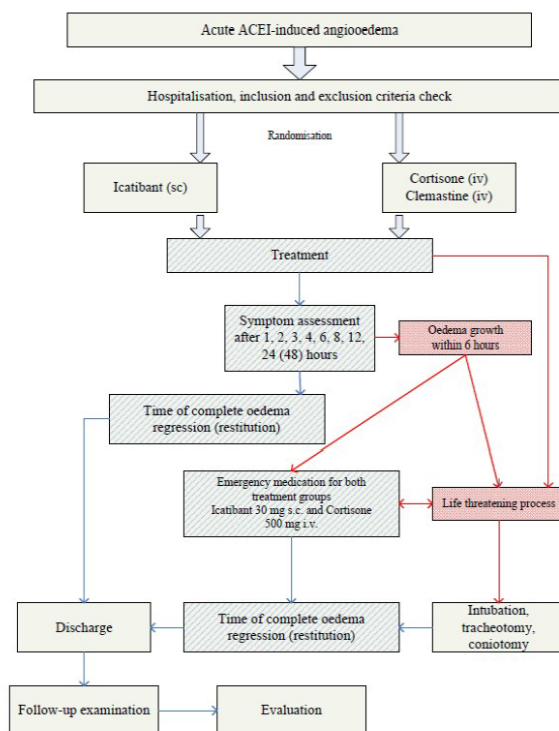 Acute ACEI-induced angiooedema
Hospitalisation, inclusion and exclusion criteria check
Randomisation
Icatibant (sc)
Cortisone (iv)
Clemastine (iv)
Treatment
Symptom assessment
after 1, 2, 3, 4, 6, 8, 12,
24 (48) hours
Oedema growth
within 6 hours
Time of complete oedema
regression (restitution)
Emergency medication for both
treatment groups
Icatibant 30 mg s.c. and Cortisone
500 mg i.v.
Life threatening process
Discharge
Time of complete oedema
regression (restitution)
Intubation,
tracheotomy,
coniotomy
Follow-up examination
Evaluation